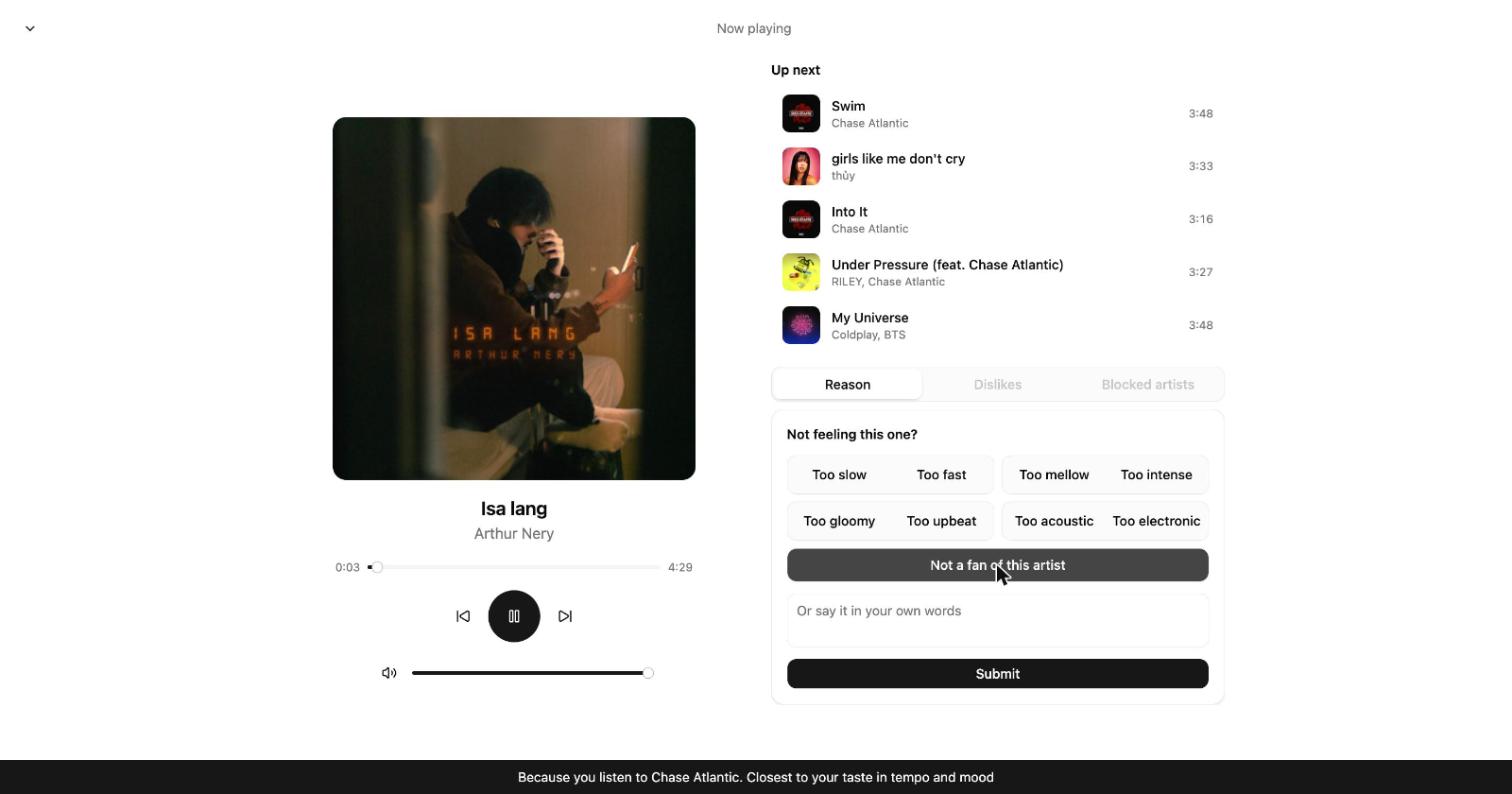 Now playing
ISA LANG
ARTHUR NERY
Isa lang
Arthur Nery
0:03
4:29
Up next
Swim
Chase Atlantic
3:48
girls like me don't cry
thủy
3:33
Into It
Chase Atlantic
3:16
Under Pressure (feat. Chase Atlantic)
RILEY, Chase Atlantic
3:27
My Universe
Coldplay, BTS
3:48
Reason Dislikes Blocked artists
Not feeling this one?
Too slow Too fast Too mellow Too intense
Too gloomy Too upbeat Too acoustic Too electronic
Not a fan of this artist
Or say it in your own words
Submit
Because you listen to Chase Atlantic. Closest to your taste in tempo and mood